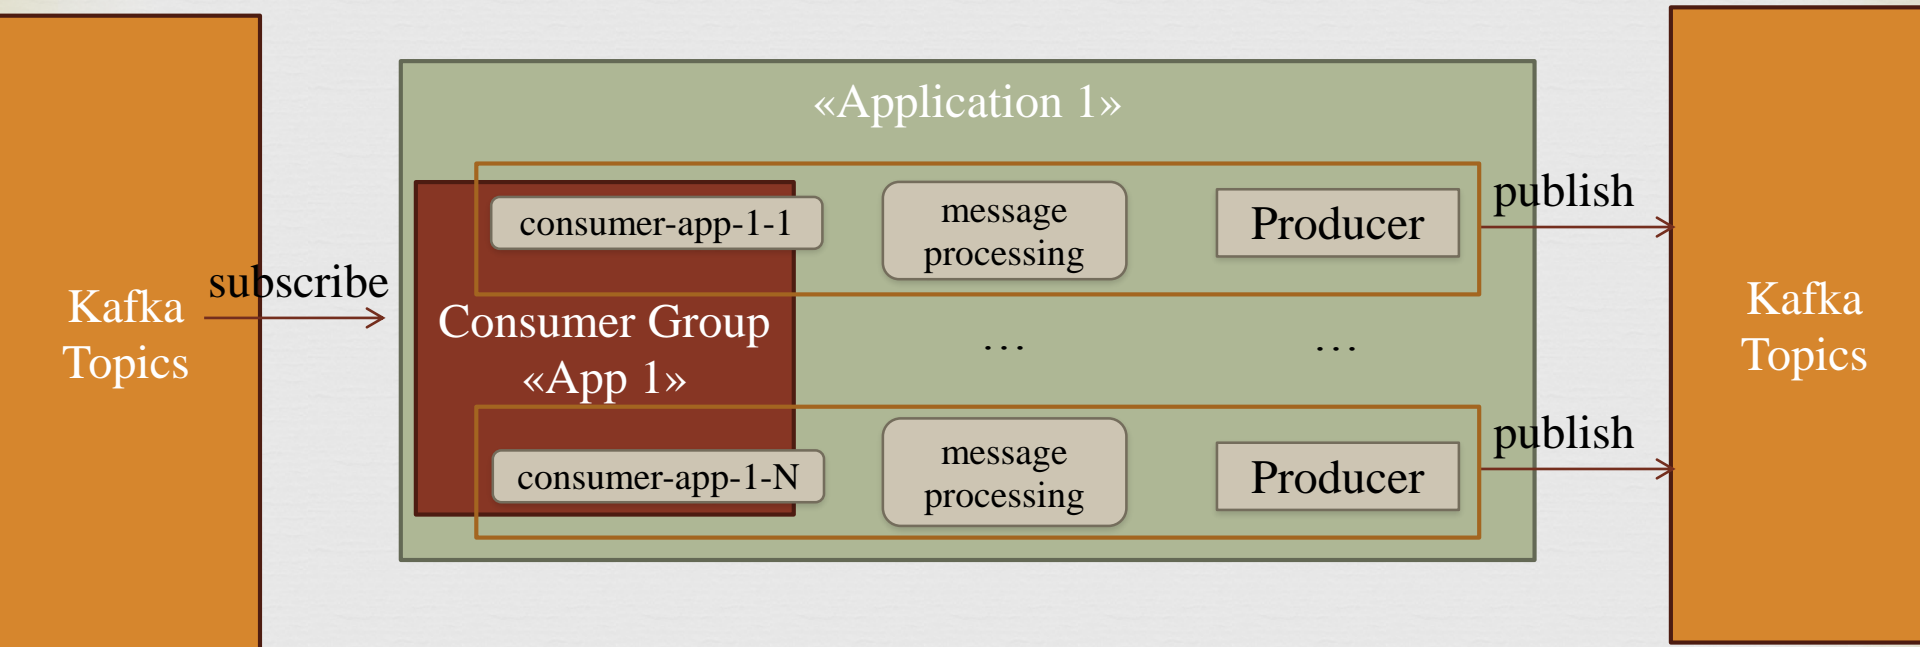 «Application 1»
Kafka
Topics
subscribe
Consumer Group
«App 1»
consumer-app-1-1
message
processing
Producer
publish
…
…
consumer-app-1-N
message
processing
Producer
publish
Kafka
Topics